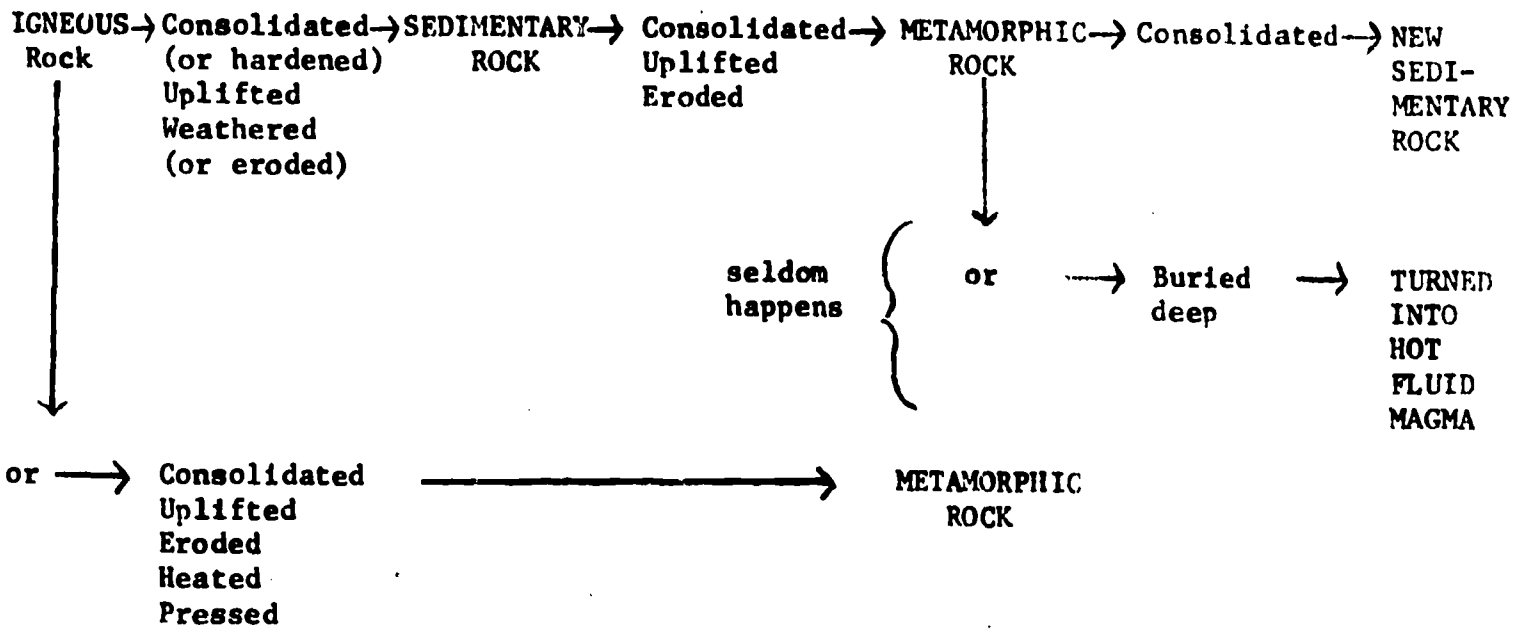 IGNEOUS → Consolidated → SEDIMENTARY → Consolidated → METAMORPHIC → Consolidated → NEW
Rock (or hardened) ROCK Uplifted ROCK SEDI-
Uplifted Eroded MENTARY
Weathered ROCK
(or eroded)
seldom or → Buried → TURNED
happens deep INTO
HOT
FLUID
MAGMA
or → Consolidated → METAMORPHIC
Uplifted ROCK
Eroded
Heated
Pressed